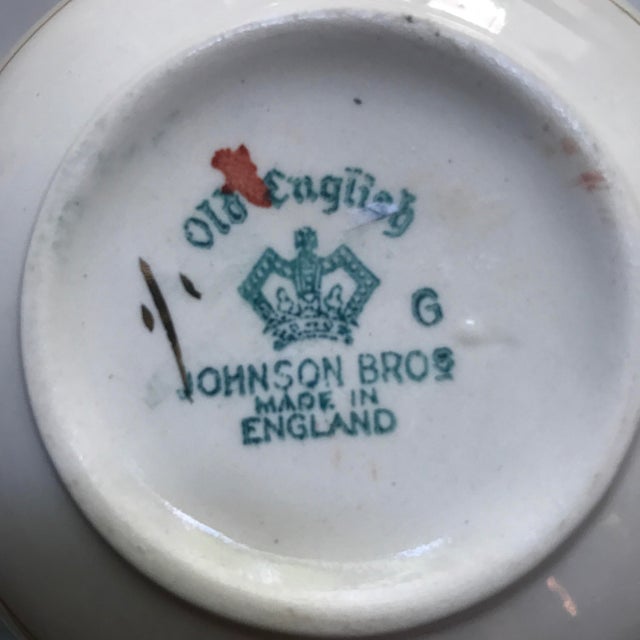 Old English
G
JOHNSON BROS
MADE IN
ENGLAND